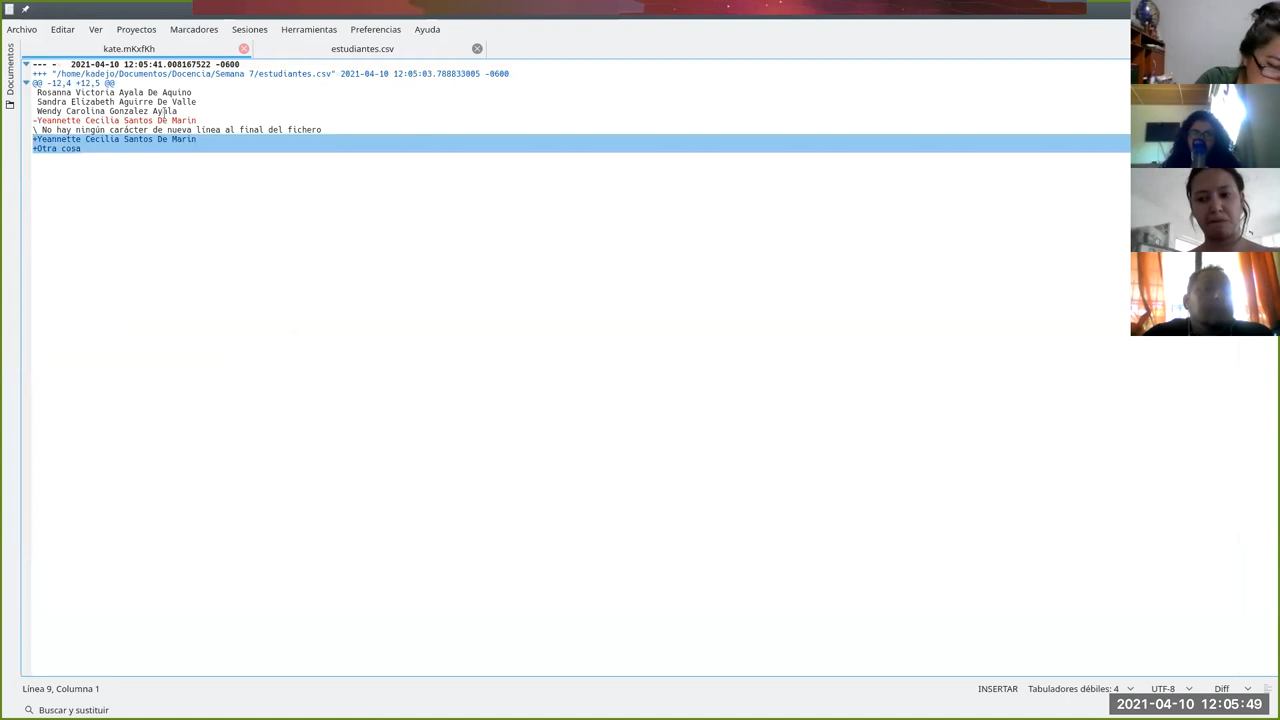 Archivo Editar Ver Proyectos Marcadores Sesiones Herramientas Preferencias Ayuda
Documentos
kate.mKxfKh estudiantes.csv
--- - 2021-04-10 12:05:41.008167522 -0600
+++ "/home/kadejo/Documentos/Docencia/Semana 7/estudiantes.csv" 2021-04-10 12:05:03.788833005 -0600
@@ -12,4 +12,5 @@
Rosanna Victoria Ayala De Aquino
Sandra Elizabeth Aguirre De Valle
Wendy Carolina Gonzalez Ayala
-Yeannette Cecilia Santos De Marin
\ No hay ningún carácter de nueva línea al final del fichero
+Yeannette Cecilia Santos De Marin
+Otra cosa
Línea 9, Columna 1 INSERTAR Tabuladores débiles: 4 UTF-8 Diff
2021-04-10 12:05:49
Buscar y sustituir